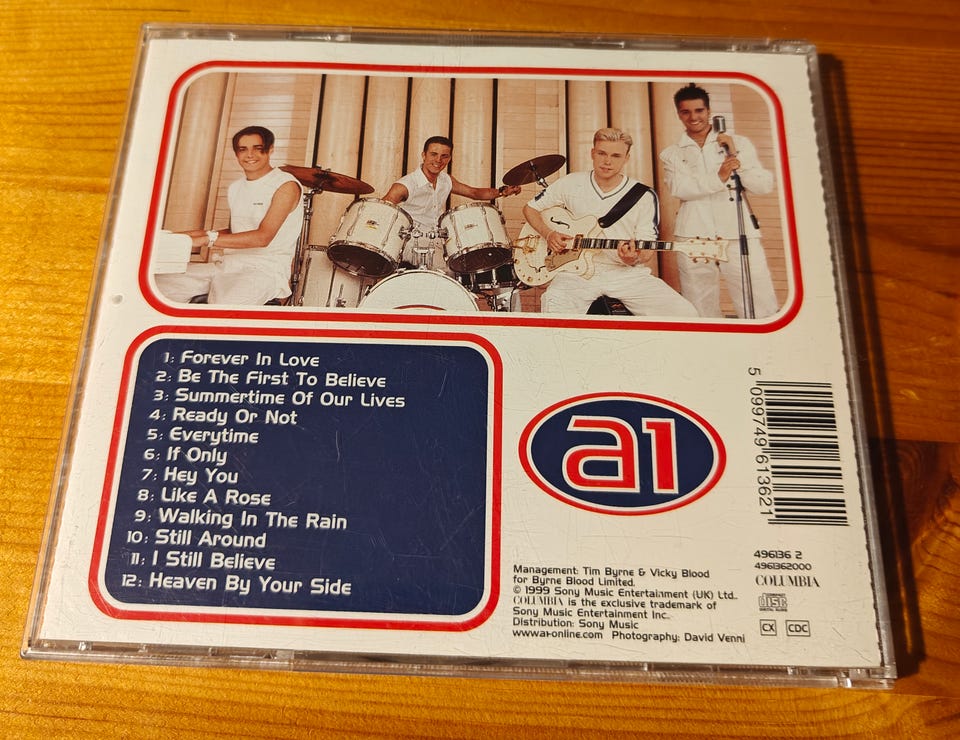 1: Forever In Love
2: Be The First To Believe
3: Summertime Of Our Lives
4: Ready Or Not
5: Everytime
6: If Only
7: Hey You
8: Like A Rose
9: Walking In The Rain
10: Still Around
11: I Still Believe
12: Heaven By Your Side
a1
5 099749 613621
496136 2
4961362000
COLUMBIA
COMPACT
disc
DIGITAL AUDIO
CX CDC
Management: Tim Byrne & Vicky Blood
for Byrne Blood Limited.
© 1999 Sony Music Entertainment (UK) Ltd.
COLUMBIA is the exclusive trademark of
Sony Music Entertainment Inc.
Distribution: Sony Music
www.a1-online.com Photography: David Venni